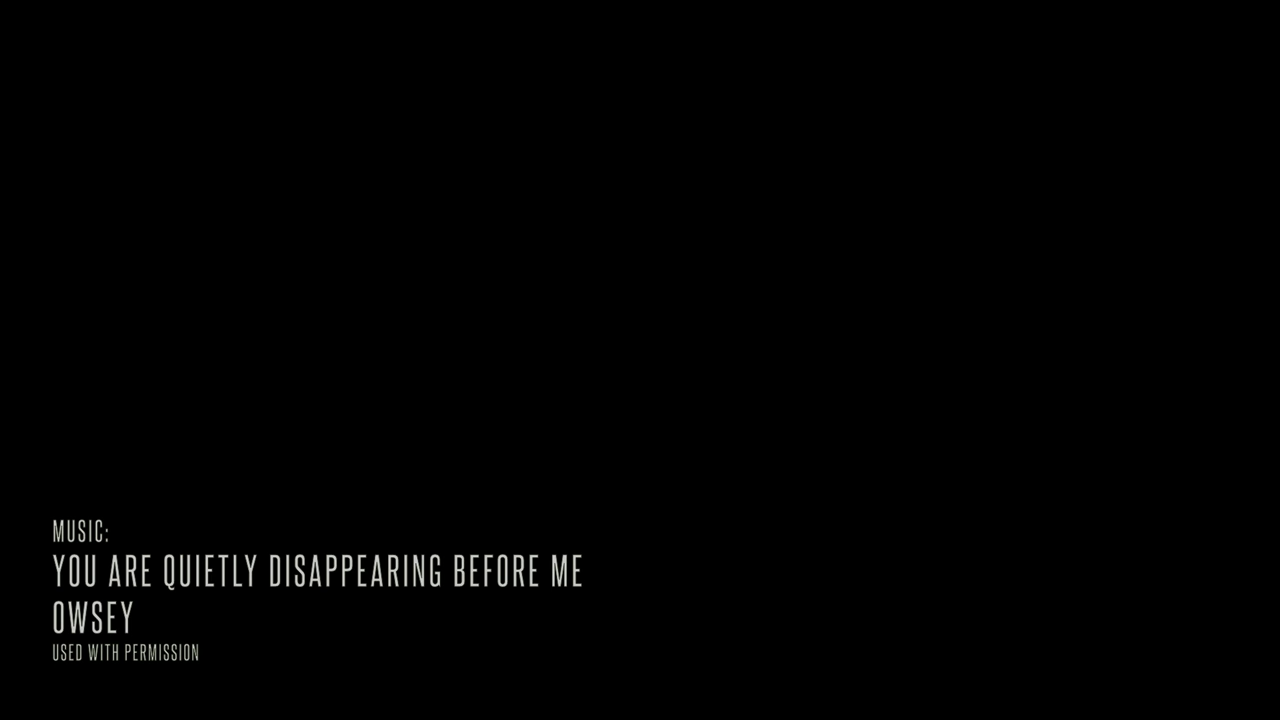 MUSIC:
YOU ARE QUIETLY DISAPPEARING BEFORE ME
OWSEY
USED WITH PERMISSION